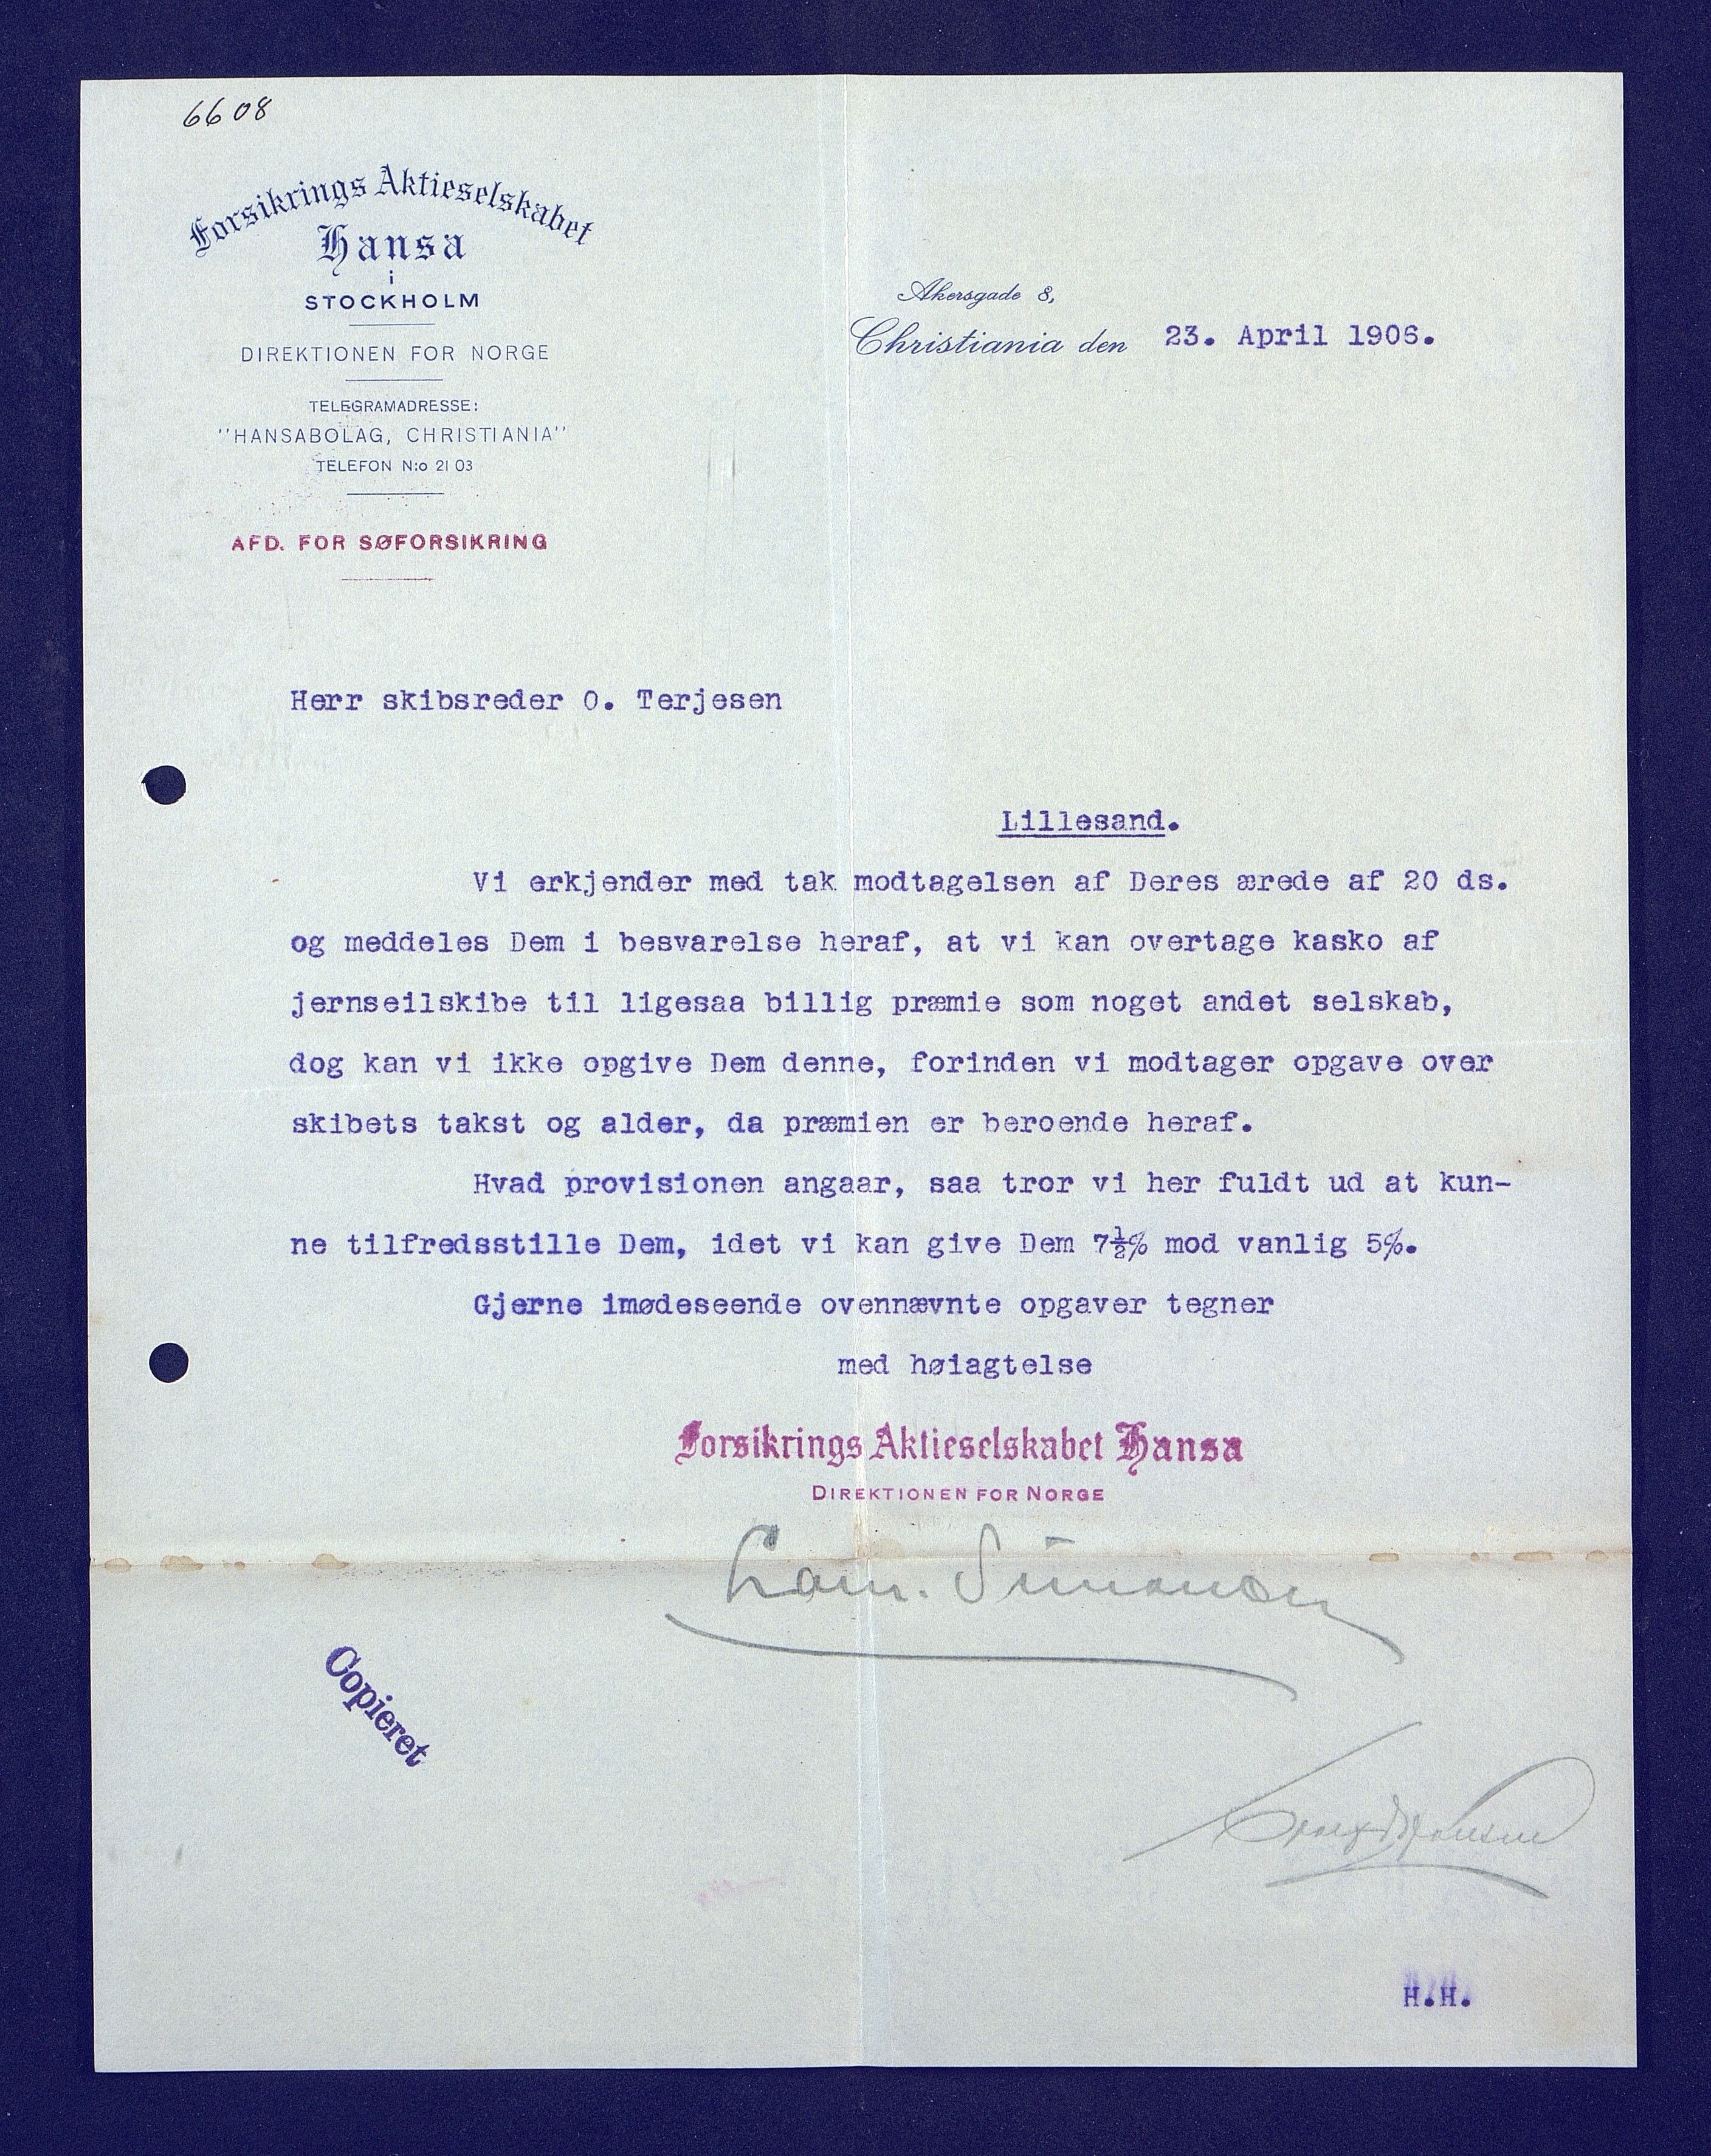 6608
Forsikrings Aktieselskabet
Hansa
i
STOCKHOLM
DIREKTIONEN FOR NORGE
TELEGRAMADRESSE:
"HANSABOLAG, CHRISTIANIA"
TELEFON N:o 21 03
AFD. FOR SØFORSIKRING
Akersgade 8,
Christiania den 23. April 1906.
Herr skibsreder O. Terjesen
Lillesand.
Vi erkjender med tak modtagelsen af Deres ærede af 20 ds.
og meddeles Dem i besvarelse heraf, at vi kan overtage kasko af
jernseilskibe til ligesaa billig præmie som noget andet selskab,
dog kan vi ikke opgive Dem denne, forinden vi modtager opgave over
skibets takst og alder, da præmien er beroende heraf.
Hvad provisionen angaar, saa tror vi her fuldt ud at kun-
ne tilfredsstille Dem, idet vi kan give Dem 7½% mod vanlig 5%.
Gjerne imødeseende ovennævnte opgaver tegner
med høiagtelse
Forsikrings Aktieselskabet Hansa
DIREKTIONEN FOR NORGE
Copieret
H.H.